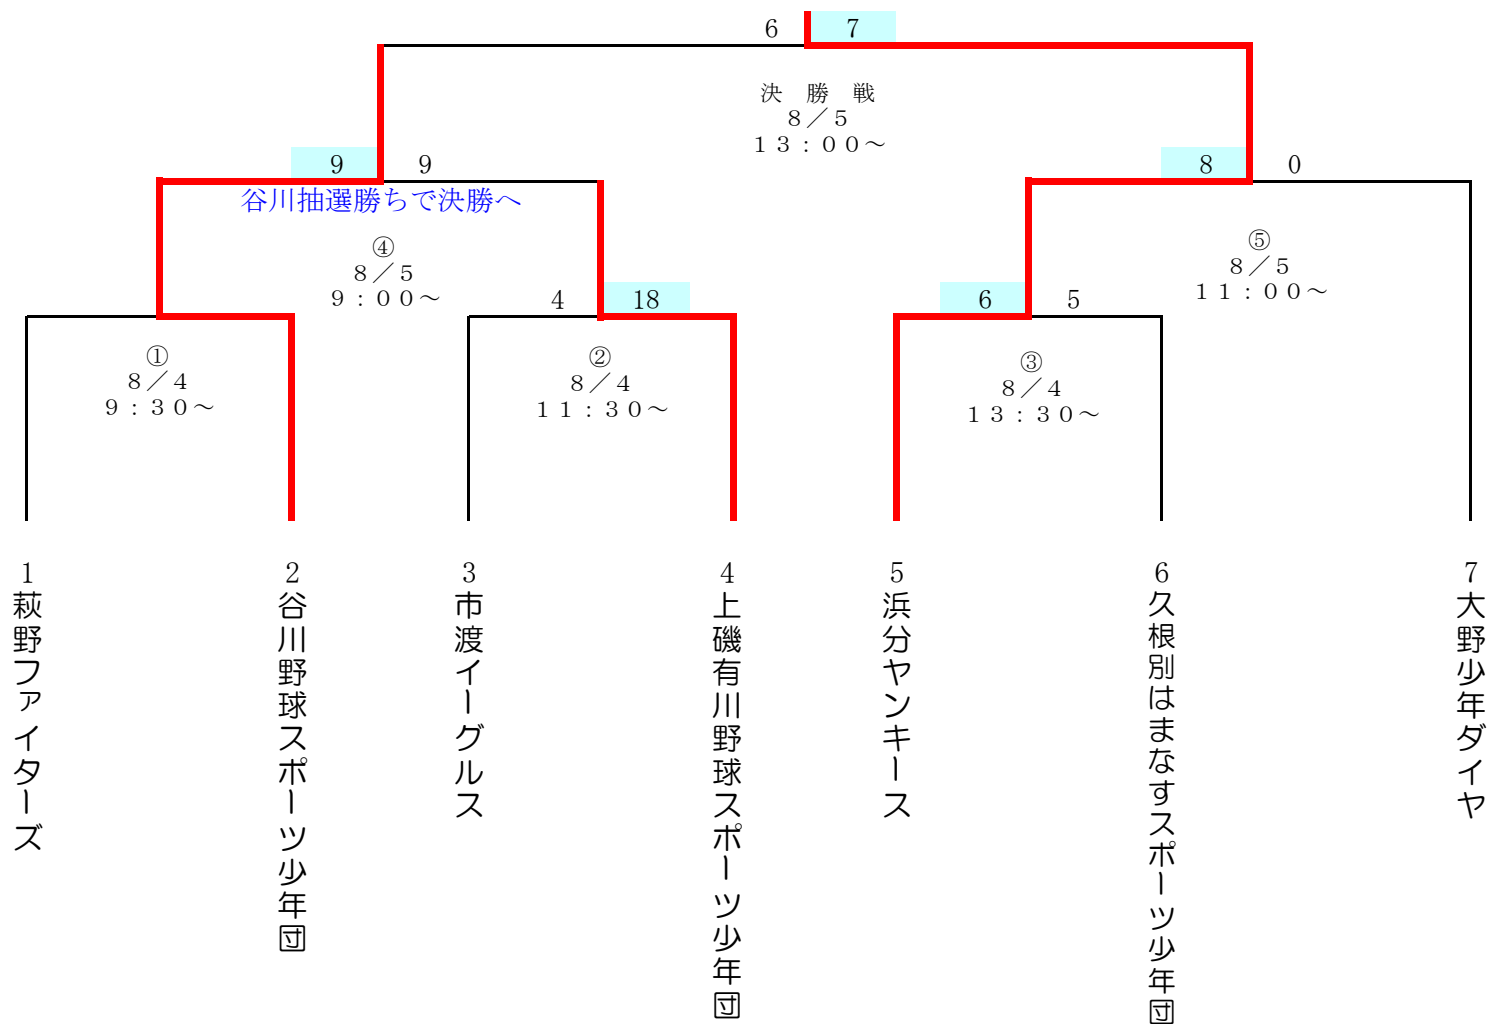 6 7
決　勝　戦
８／５
１３：００～
9 9
8 0
谷川抽選勝ちで決勝へ
④
８／５
９：００～
⑤
８／５
１１：００～
4 18
6 5
①
８／４
９：３０～
②
８／４
１１：３０～
③
８／４
１３：３０～
1 萩野ファイターズ
2 谷川野球スポーツ少年団
3 市渡イーグルス
4 上磯有川野球スポーツ少年団
5 浜分ヤンキース
6 久根別はまなすスポーツ少年団
7 大野少年ダイヤ